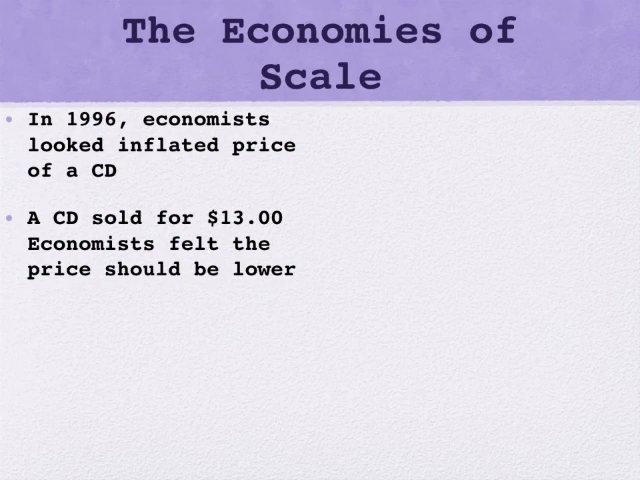 The Economies of
Scale
• In 1996, economists
looked inflated price
of a CD
• A CD sold for $13.00
Economists felt the
price should be lower